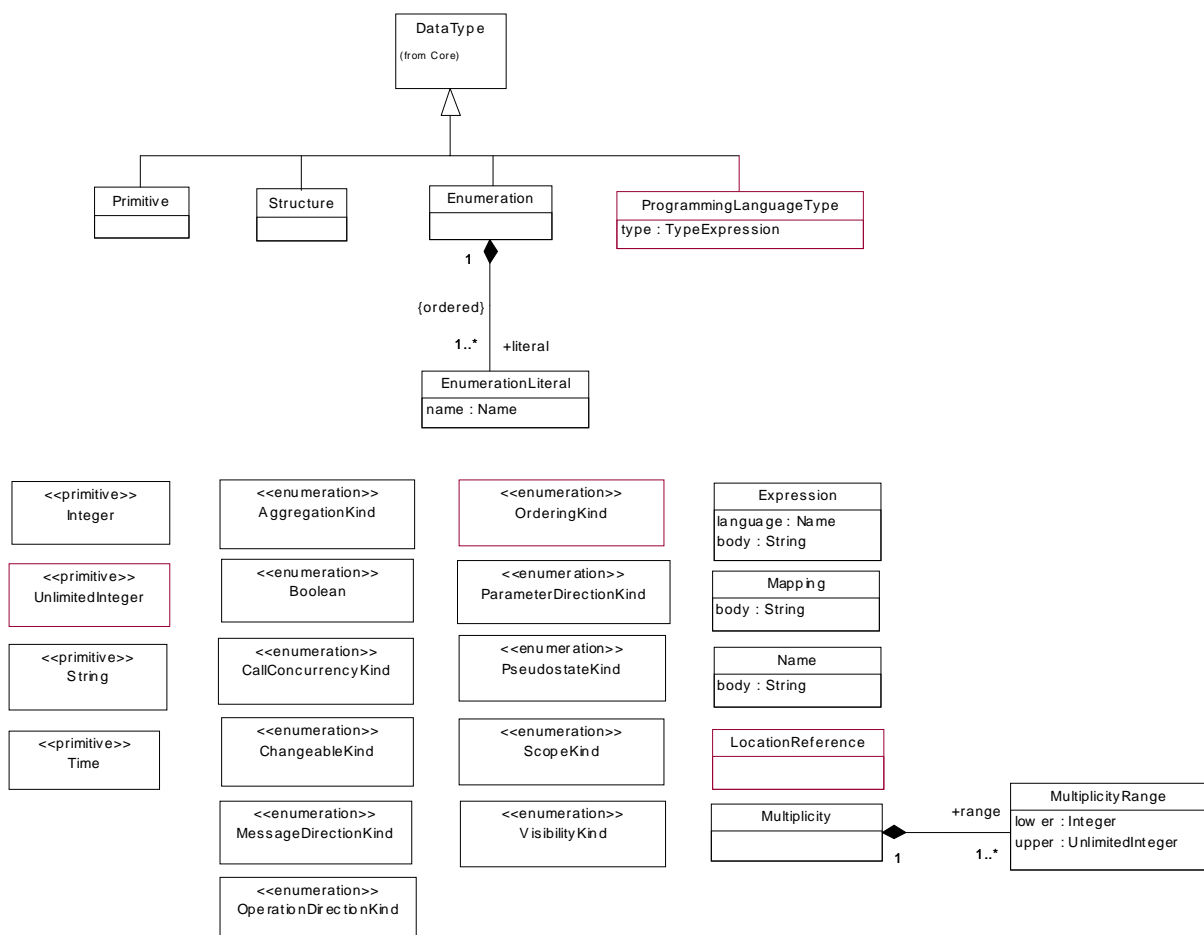 DataType
(from Core)
Primitive
Structure
Enumeration
ProgrammingLanguageType
type : TypeExpression
1
{ordered}
1..*
+literal
EnumerationLiteral
name : Name
<<primitive>>
Integer
<<primitive>>
UnlimitedInteger
<<primitive>>
String
<<primitive>>
Time
<<enumeration>>
AggregationKind
<<enumeration>>
Boolean
<<enumeration>>
CallConcurrencyKind
<<enumeration>>
ChangeableKind
<<enumeration>>
MessageDirectionKind
<<enumeration>>
OperationDirectionKind
<<enumeration>>
OrderingKind
<<enumeration>>
ParameterDirectionKind
<<enumeration>>
PseudostateKind
<<enumeration>>
ScopeKind
<<enumeration>>
VisibilityKind
Expression
language : Name
body : String
Mapping
body : String
Name
body : String
LocationReference
Multiplicity
1
+range
1..*
MultiplicityRange
lower : Integer
upper : UnlimitedInteger